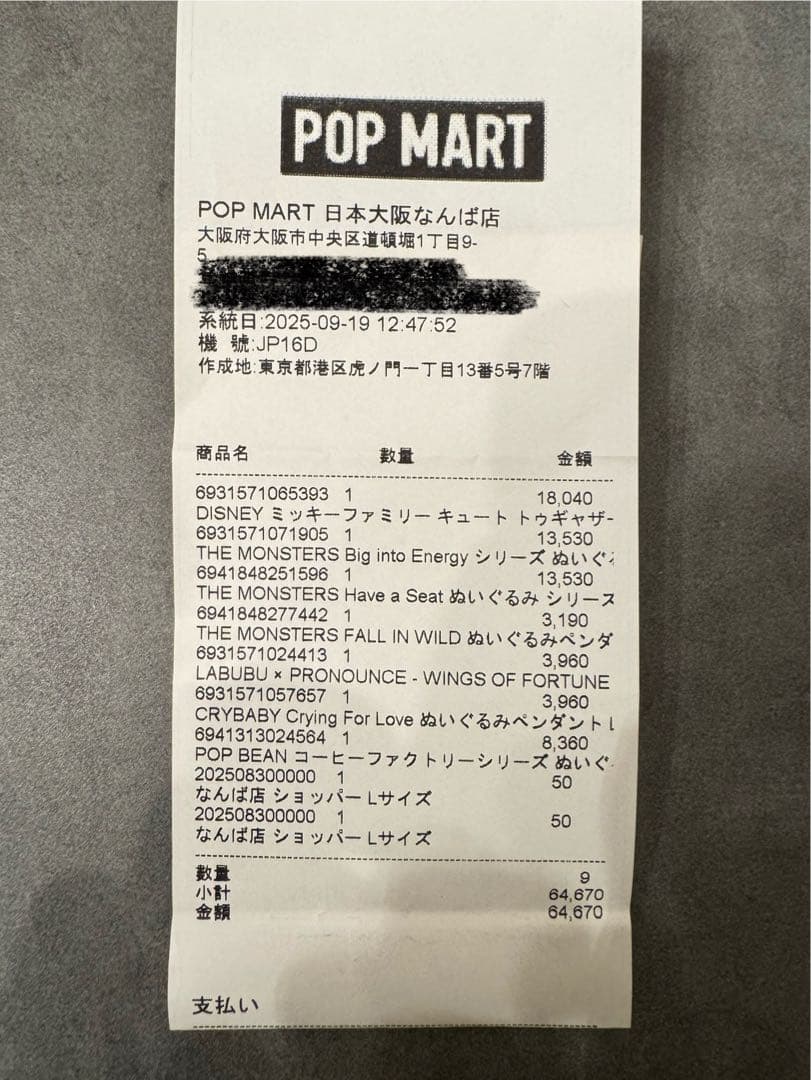 POP MART
POP MART 日本大阪なんば店
大阪府大阪市中央区道頓堀1丁目9-
5
系統日:2025-09-19 12:47:52
機 號:JP16D
作成地:東京都港区虎ノ門一丁目13番5号7階
商品名 數量 金額
6931571065393 1 18,040
DISNEY ミッキーファミリー キュート トゥギャザー
6931571071905 1 13,530
THE MONSTERS Big into Energy シリーズ ぬいぐ
6941848251596 1 13,530
THE MONSTERS Have a Seat ぬいぐるみ シリーズ
6941848277442 1 3,190
THE MONSTERS FALL IN WILD ぬいぐるみペンダ
6931571024413 1 3,960
LABUBU × PRONOUNCE - WINGS OF FORTUNE
6931571057657 1 3,960
CRYBABY Crying For Love ぬいぐるみペンダント
6941313024564 1 8,360
POP BEAN コーヒーファクトリーシリーズ ぬいぐ
202508300000 1 50
なんば店 ショッパー Lサイズ
202508300000 1 50
なんば店 ショッパー Lサイズ
數量 9
小計 64,670
金額 64,670
支払い